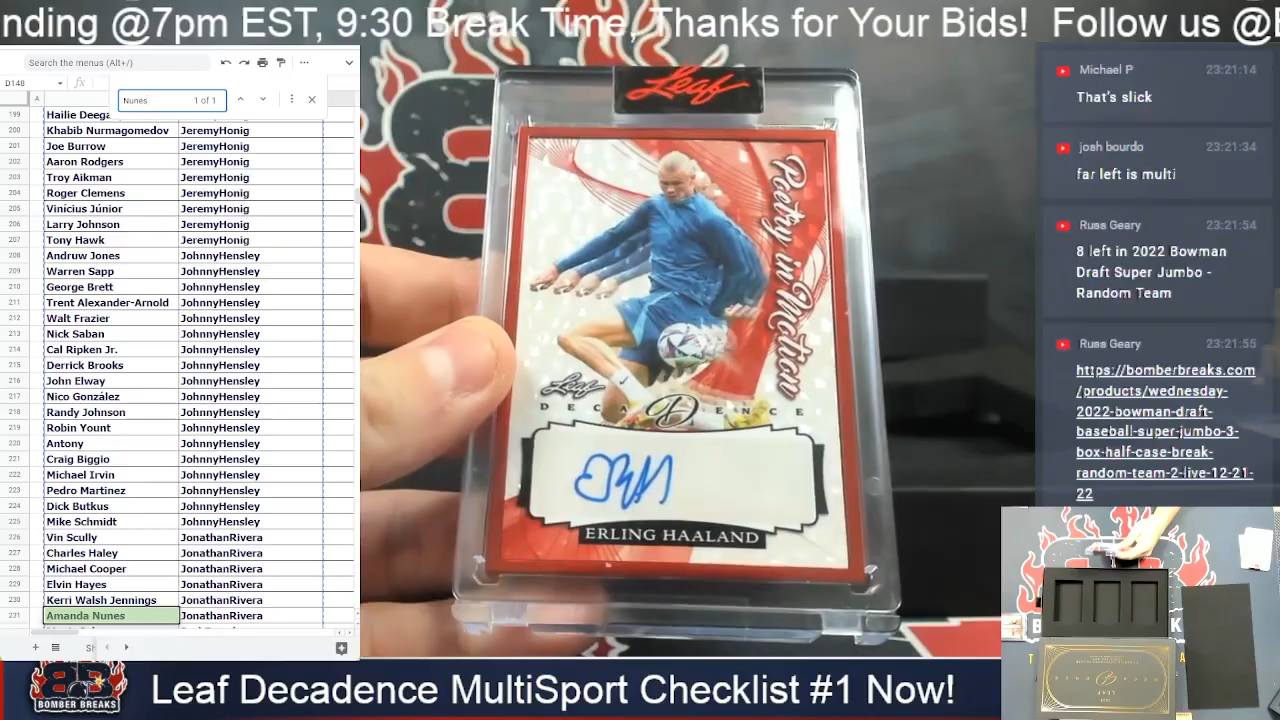 nding @7pm EST, 9:30 Break Time, Thanks for Your Bids!  Follow us @B
Search the menus (Alt+/)
D148
fx
Nunes 1 of 1
A
199 Hailie Deega
200 Khabib Nurmagomedov JeremyHonig
201 Joe Burrow JeremyHonig
202 Aaron Rodgers JeremyHonig
203 Troy Aikman JeremyHonig
204 Roger Clemens JeremyHonig
205 Vinícius Júnior JeremyHonig
206 Larry Johnson JeremyHonig
207 Tony Hawk JeremyHonig
208 Andruw Jones JohnnyHensley
209 Warren Sapp JohnnyHensley
210 George Brett JohnnyHensley
211 Trent Alexander-Arnold JohnnyHensley
212 Walt Frazier JohnnyHensley
213 Nick Saban JohnnyHensley
214 Cal Ripken Jr. JohnnyHensley
215 Derrick Brooks JohnnyHensley
216 John Elway JohnnyHensley
217 Nico González JohnnyHensley
218 Randy Johnson JohnnyHensley
219 Robin Yount JohnnyHensley
220 Antony JohnnyHensley
221 Craig Biggio JohnnyHensley
222 Michael Irvin JohnnyHensley
223 Pedro Martinez JohnnyHensley
224 Dick Butkus JohnnyHensley
225 Mike Schmidt JohnnyHensley
226 Vin Scully JonathanRivera
227 Charles Haley JonathanRivera
228 Michael Cooper JonathanRivera
229 Elvin Hayes JonathanRivera
230 Kerri Walsh Jennings JonathanRivera
231 Amanda Nunes JonathanRivera
Leaf
Poetry in Motion
Leaf
DECADENCE
ERLING HAALAND
Michael P 23:21:14
That's slick
josh bourdo 23:21:34
far left is multi
Russ Geary 23:21:54
8 left in 2022 Bowman
Draft Super Jumbo -
Random Team
Russ Geary 23:21:55
https://bomberbreaks.com
/products/wednesday-
2022-bowman-draft-
baseball-super-jumbo-3-
box-half-case-break-
random-team-2-live-12-21-
22
BOMBER BREAKS
Leaf Decadence MultiSport Checklist #1 Now!